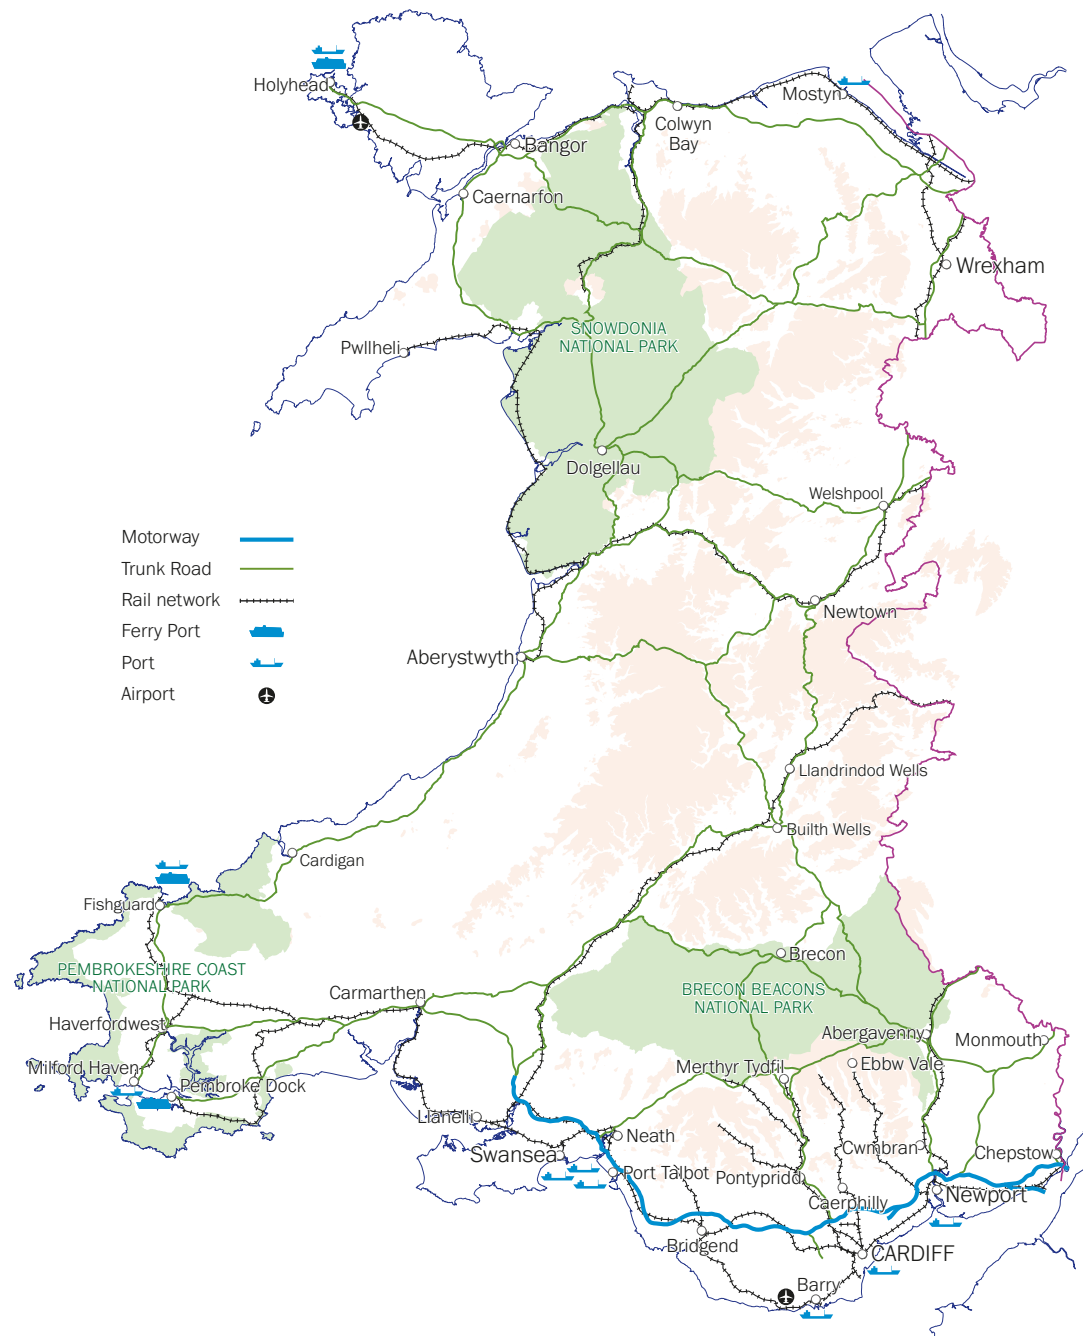 Holyhead
Mostyn
Colwyn
Bay
Bangor
Caernarfon
Wrexham
SNOWDONIA
NATIONAL PARK
Pwllheli
Dolgellau
Welshpool
Motorway
Trunk Road
Rail network
Ferry Port
Port
Airport
Newtown
Aberystwyth
Llandrindod Wells
Builth Wells
Cardigan
Fishguard
Brecon
PEMBROKESHIRE COAST
NATIONAL PARK
BRECON BEACONS
NATIONAL PARK
Carmarthen
Haverfordwest
Abergavenny
Monmouth
Milford Haven
Merthyr Tydfil
Ebbw Vale
Pembroke Dock
Llanelli
Neath
Cwmbran
Swansea
Chepstow
Port Talbot
Pontypridd
Newport
Caerphilly
Bridgend
CARDIFF
Barry